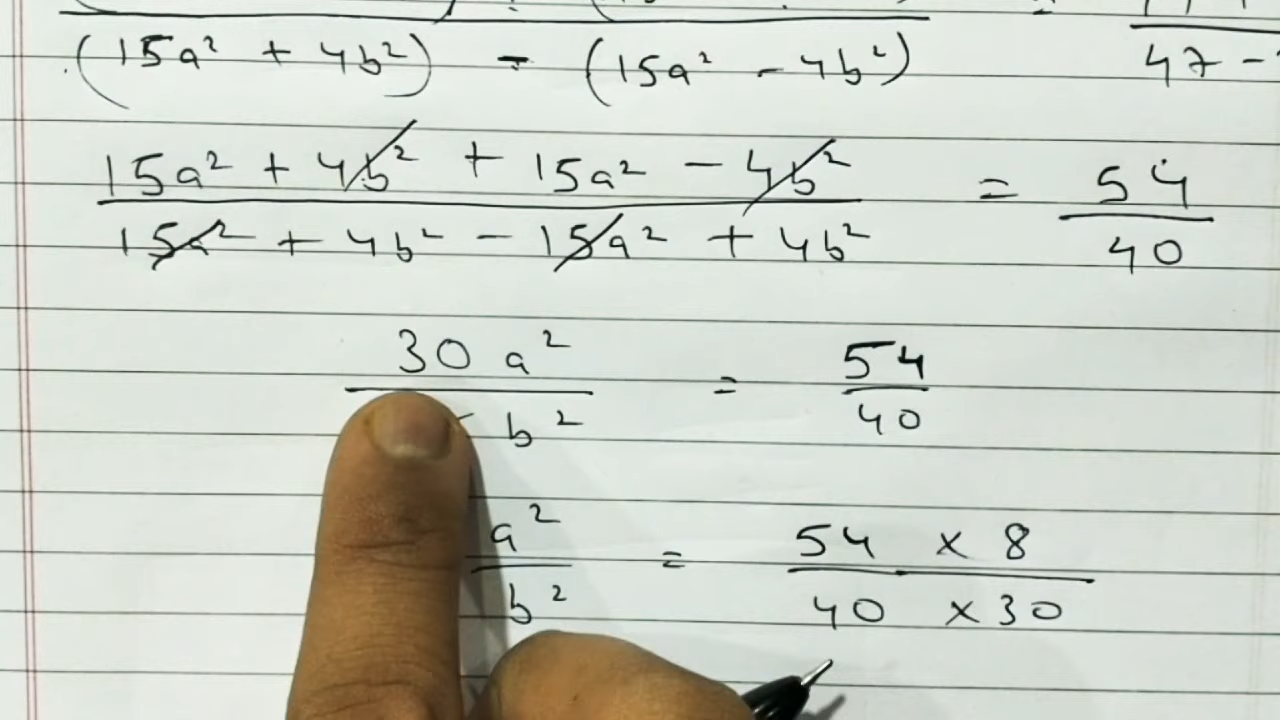 (15a² + 4b²) - (15a² - 4b²)
47 -
15a² + 4b² + 15a² - 4b² = 54
15a² + 4b² - 15a² + 4b² 40
30 a² = 54
b² 40
a² = 54 × 8
b² 40 × 30